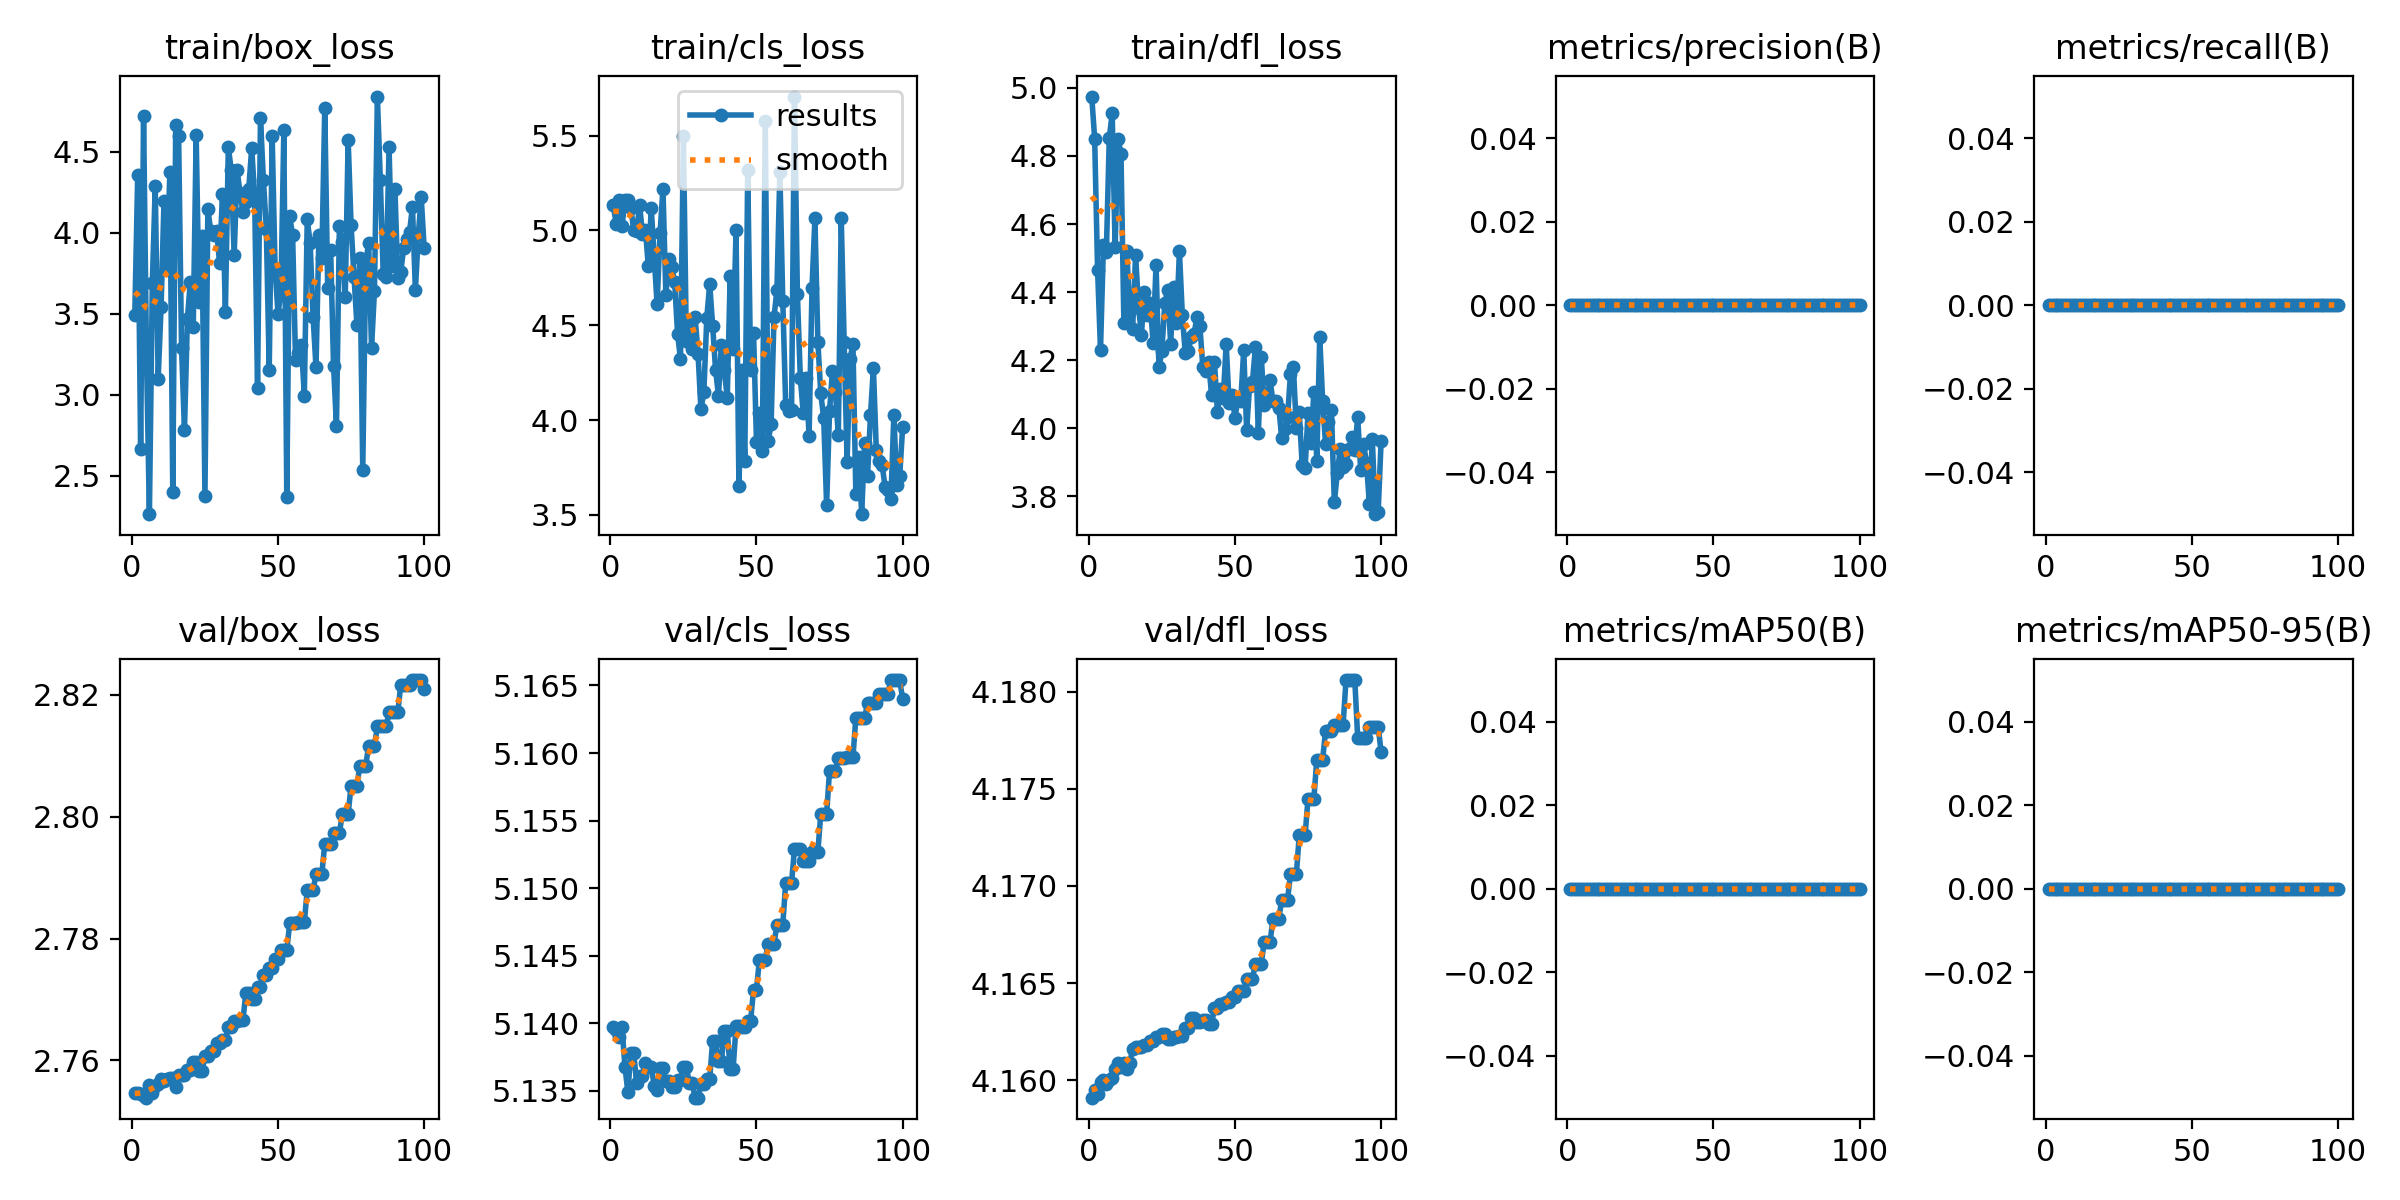 train/box_loss
4.5
4.0
3.5
3.0
2.5
0 50 100
train/cls_loss
results
smooth
5.5
5.0
4.5
4.0
3.5
0 50 100
train/dfl_loss
5.0
4.8
4.6
4.4
4.2
4.0
3.8
0 50 100
metrics/precision(B)
0.04
0.02
0.00
−0.02
−0.04
0 50 100
metrics/recall(B)
0.04
0.02
0.00
−0.02
−0.04
0 50 100
val/box_loss
2.82
2.80
2.78
2.76
0 50 100
val/cls_loss
5.165
5.160
5.155
5.150
5.145
5.140
5.135
0 50 100
val/dfl_loss
4.180
4.175
4.170
4.165
4.160
0 50 100
metrics/mAP50(B)
0.04
0.02
0.00
−0.02
−0.04
0 50 100
metrics/mAP50-95(B)
0.04
0.02
0.00
−0.02
−0.04
0 50 100